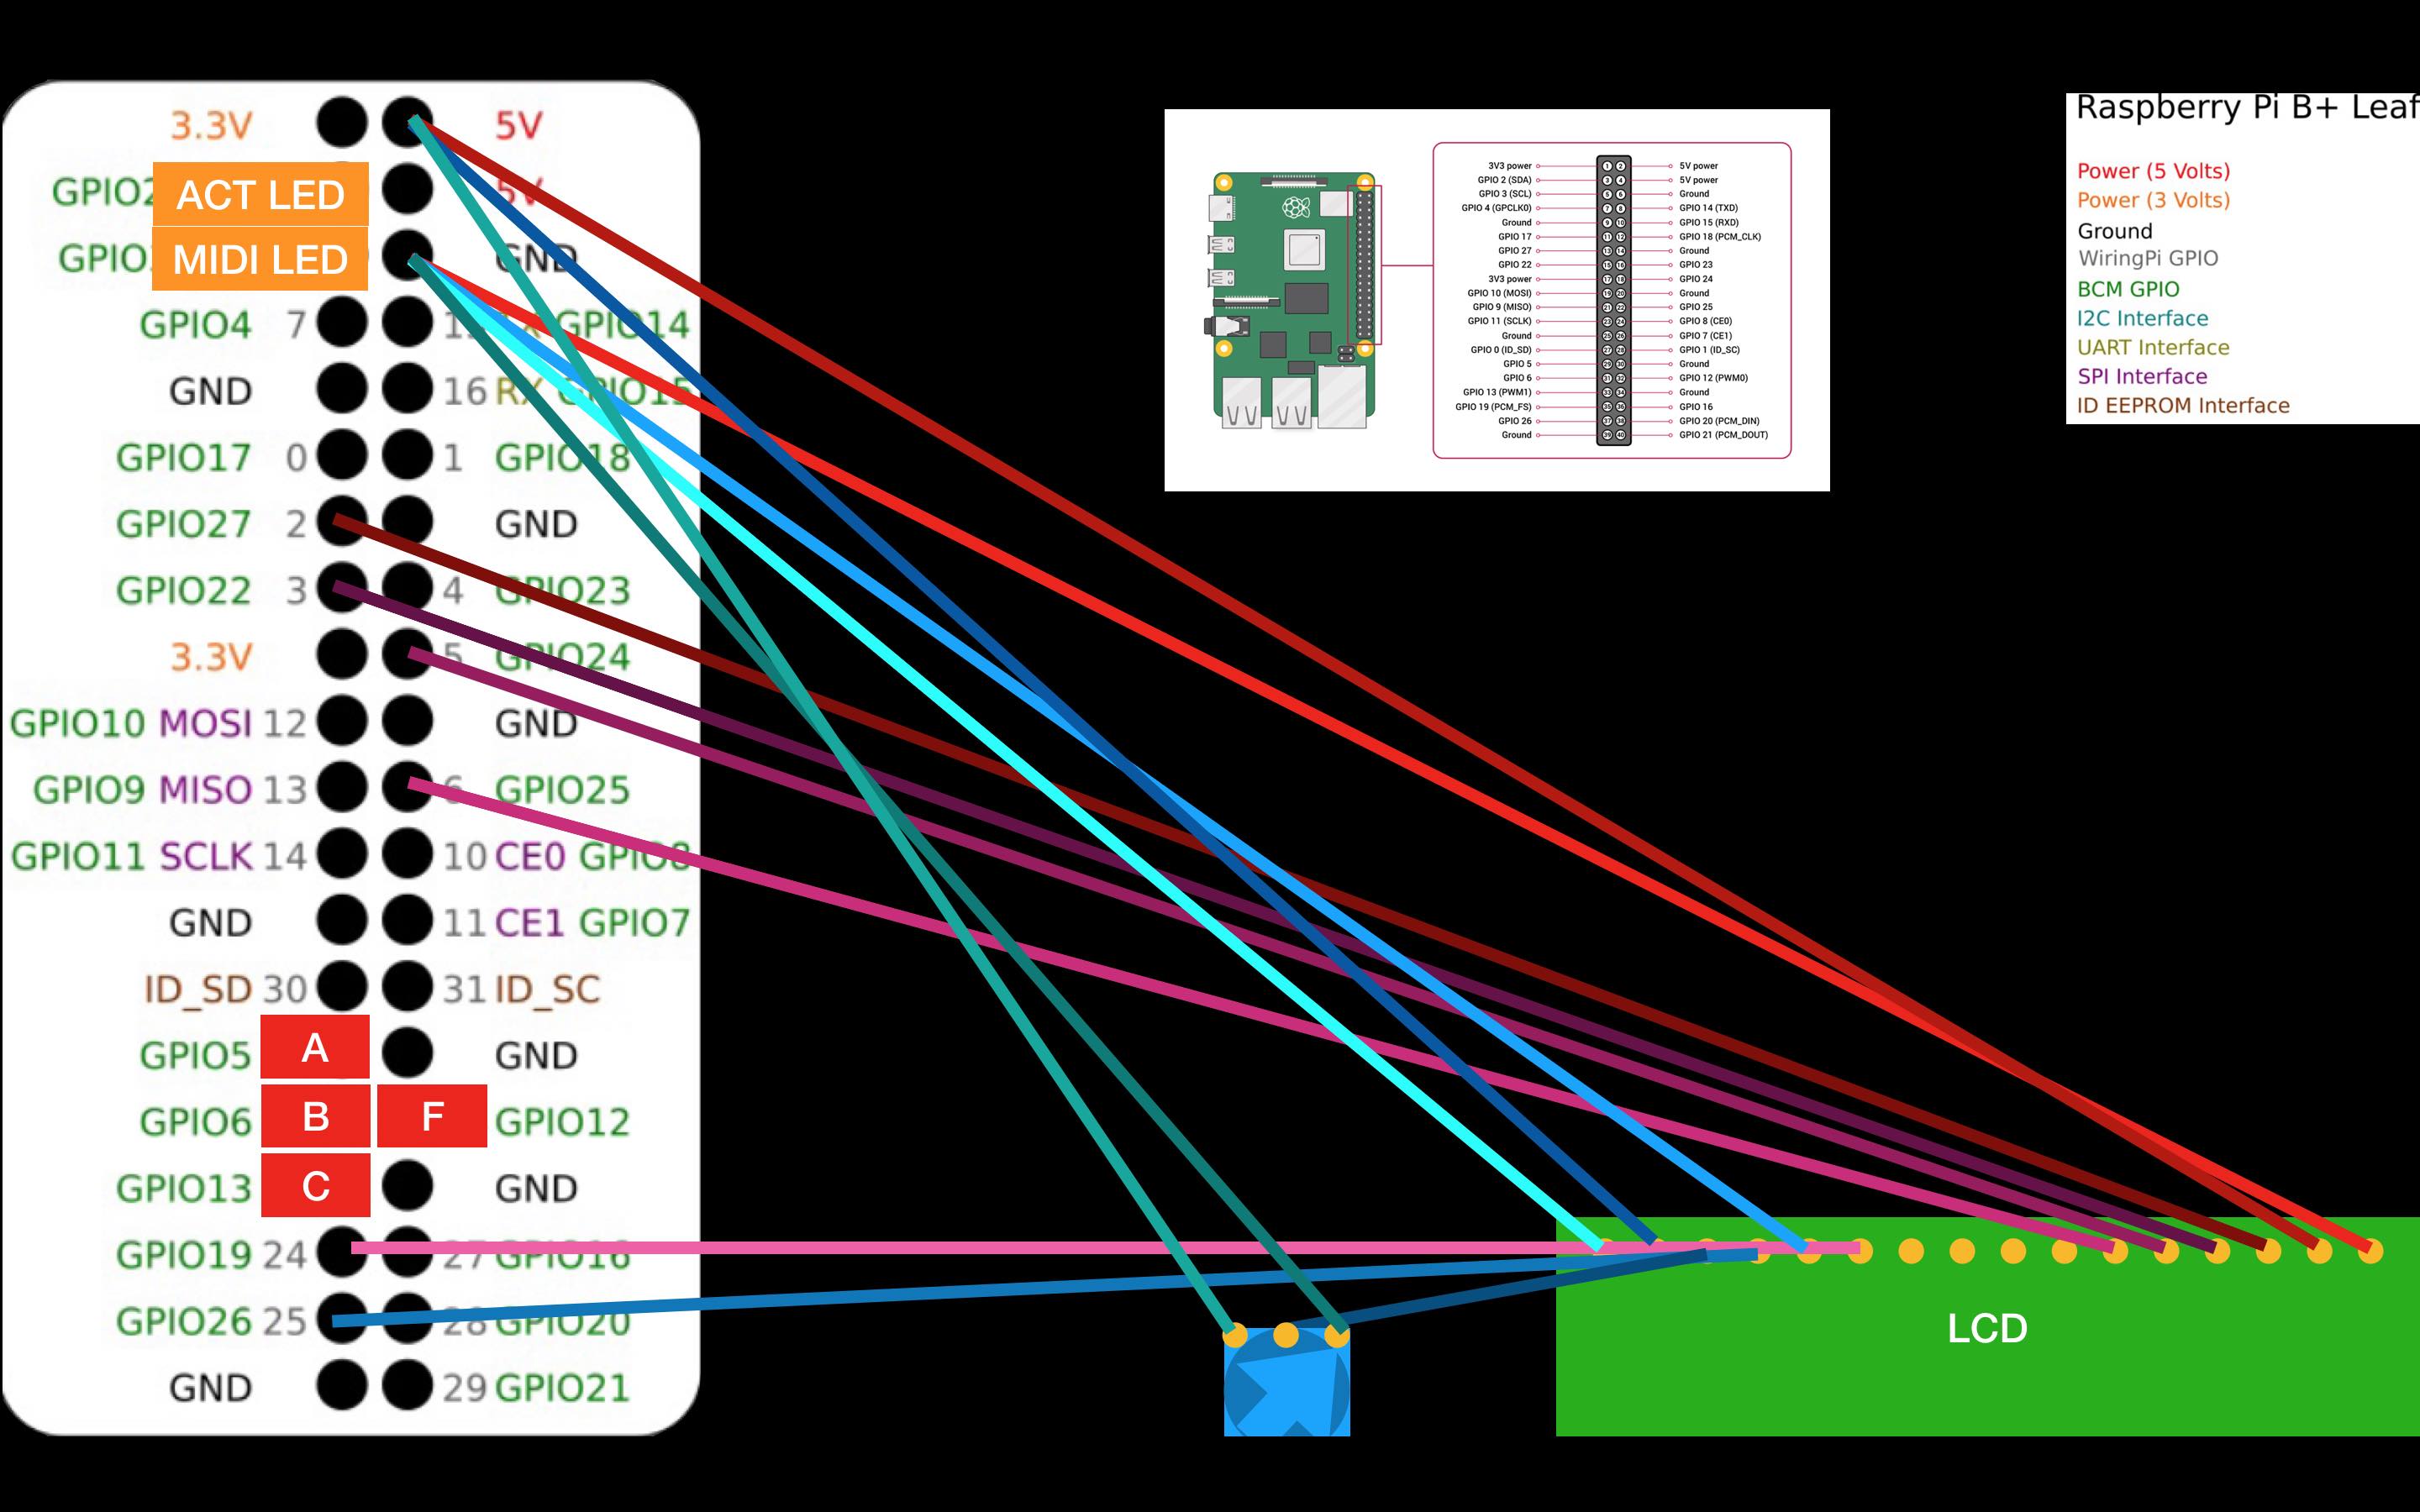 3.3V 5V
GPIO2 ACT LED 5V
GPIO MIDI LED GND
GPIO4 7 15 TX GPIO14
GND 16 RX GPIO15
GPIO17 0 1 GPIO18
GPIO27 2 GND
GPIO22 3 4 GPIO23
3.3V 5 GPIO24
GPIO10 MOSI 12 GND
GPIO9 MISO 13 6 GPIO25
GPIO11 SCLK 14 10 CE0 GPIO8
GND 11 CE1 GPIO7
ID_SD 30 31 ID_SC
GPIO5 A GND
GPIO6 B F GPIO12
GPIO13 C GND
GPIO19 24 27 GPIO16
GPIO26 25 28 GPIO20
GND 29 GPIO21
3V3 power 1 2 5V power
GPIO 2 (SDA) 3 4 5V power
GPIO 3 (SCL) 5 6 Ground
GPIO 4 (GPCLK0) 7 8 GPIO 14 (TXD)
Ground 9 10 GPIO 15 (RXD)
GPIO 17 11 12 GPIO 18 (PCM_CLK)
GPIO 27 13 14 Ground
GPIO 22 15 16 GPIO 23
3V3 power 17 18 GPIO 24
GPIO 10 (MOSI) 19 20 Ground
GPIO 9 (MISO) 21 22 GPIO 25
GPIO 11 (SCLK) 23 24 GPIO 8 (CE0)
Ground 25 26 GPIO 7 (CE1)
GPIO 0 (ID_SD) 27 28 GPIO 1 (ID_SC)
GPIO 5 29 30 Ground
GPIO 6 31 32 GPIO 12 (PWM0)
GPIO 13 (PWM1) 33 34 Ground
GPIO 19 (PCM_FS) 35 36 GPIO 16
GPIO 26 37 38 GPIO 20 (PCM_DIN)
Ground 39 40 GPIO 21 (PCM_DOUT)
Raspberry Pi B+ Leaf
Power (5 Volts)
Power (3 Volts)
Ground
WiringPi GPIO
BCM GPIO
I2C Interface
UART Interface
SPI Interface
ID EEPROM Interface
LCD